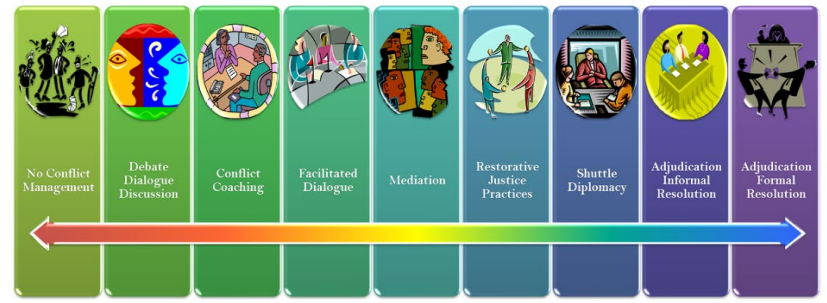 No Conflict
Management
Debate
Dialogue
Discussion
Conflict
Coaching
Facilitated
Dialogue
Mediation
Restorative
Justice
Practices
Shuttle
Diplomacy
Adjudication
Informal
Resolution
Adjudication
Formal
Resolution